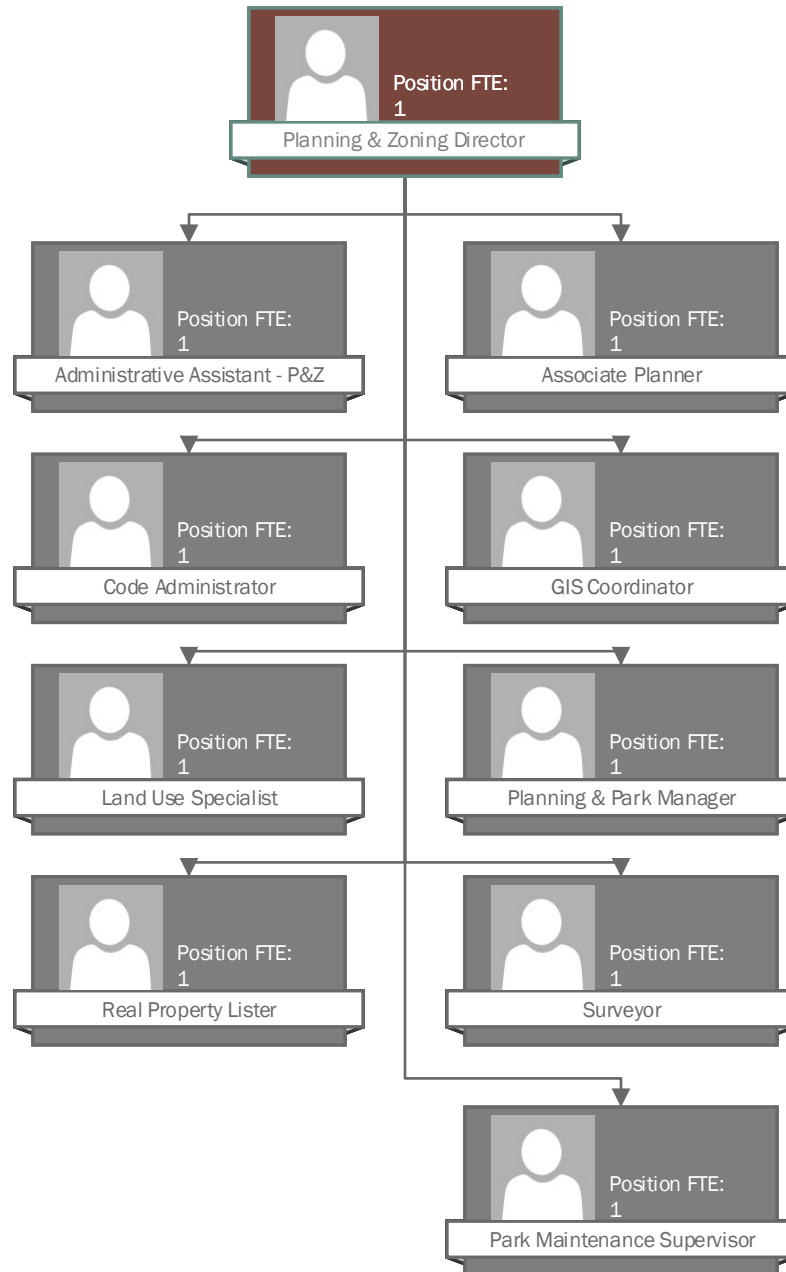 Position FTE:
1
Planning & Zoning Director
Position FTE:
1
Administrative Assistant - P&Z
Position FTE:
1
Associate Planner
Position FTE:
1
Code Administrator
Position FTE:
1
GIS Coordinator
Position FTE:
1
Land Use Specialist
Position FTE:
1
Planning & Park Manager
Position FTE:
1
Real Property Lister
Position FTE:
1
Surveyor
Position FTE:
1
Park Maintenance Supervisor